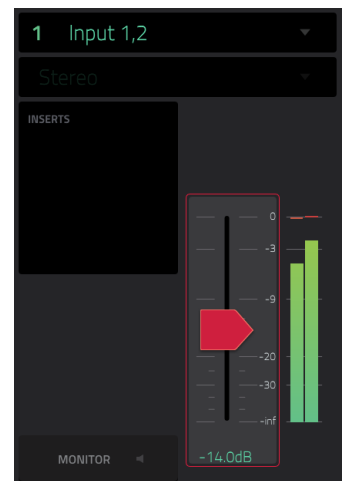 1 Input 1,2
Stereo
INSERTS
0
-3
-9
-20
-30
-inf
MONITOR
-14.0dB